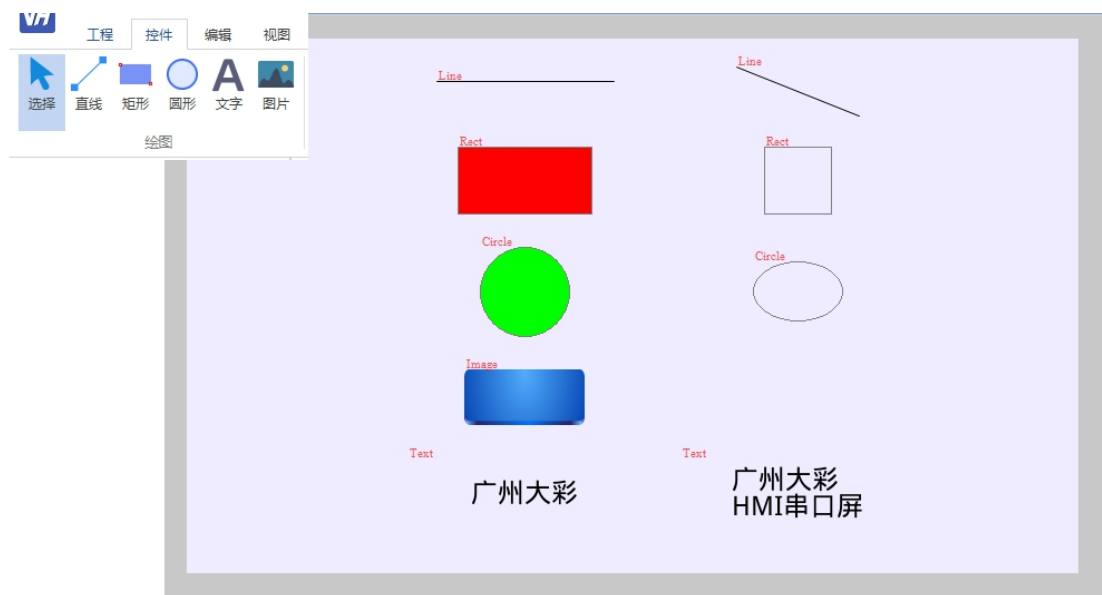 工程 控件 编辑 视图
选择 直线 矩形 圆形 文字 图片
绘图
Line
Line
Rect
Rect
Circle
Circle
Image
Text
Text
广州大彩
广州大彩
HMI串口屏